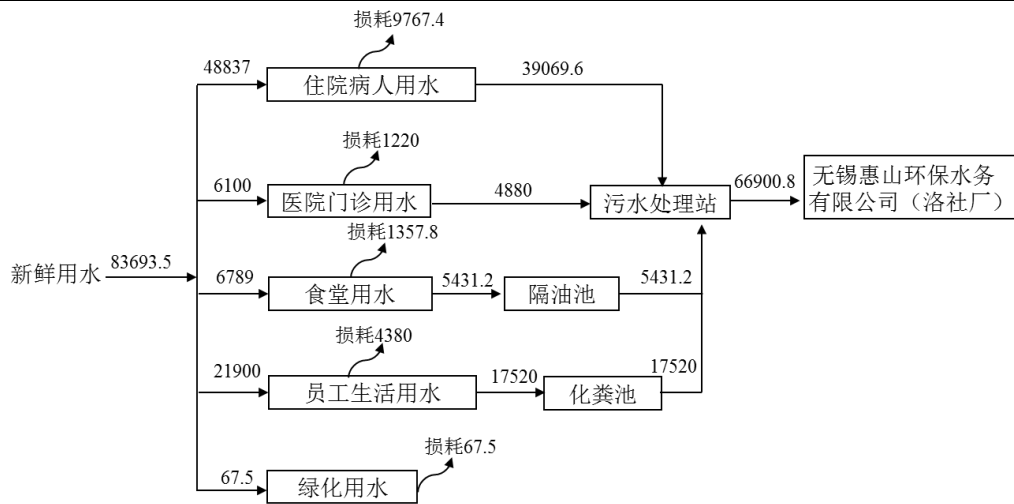 损耗9767.4
48837
住院病人用水
39069.6
损耗1220
6100
医院门诊用水
4880
污水处理站
66900.8
无锡惠山环保水务
有限公司（洛社厂）
损耗1357.8
新鲜用水
83693.5
6789
食堂用水
5431.2
隔油池
5431.2
损耗4380
21900
员工生活用水
17520
化粪池
17520
损耗67.5
67.5
绿化用水